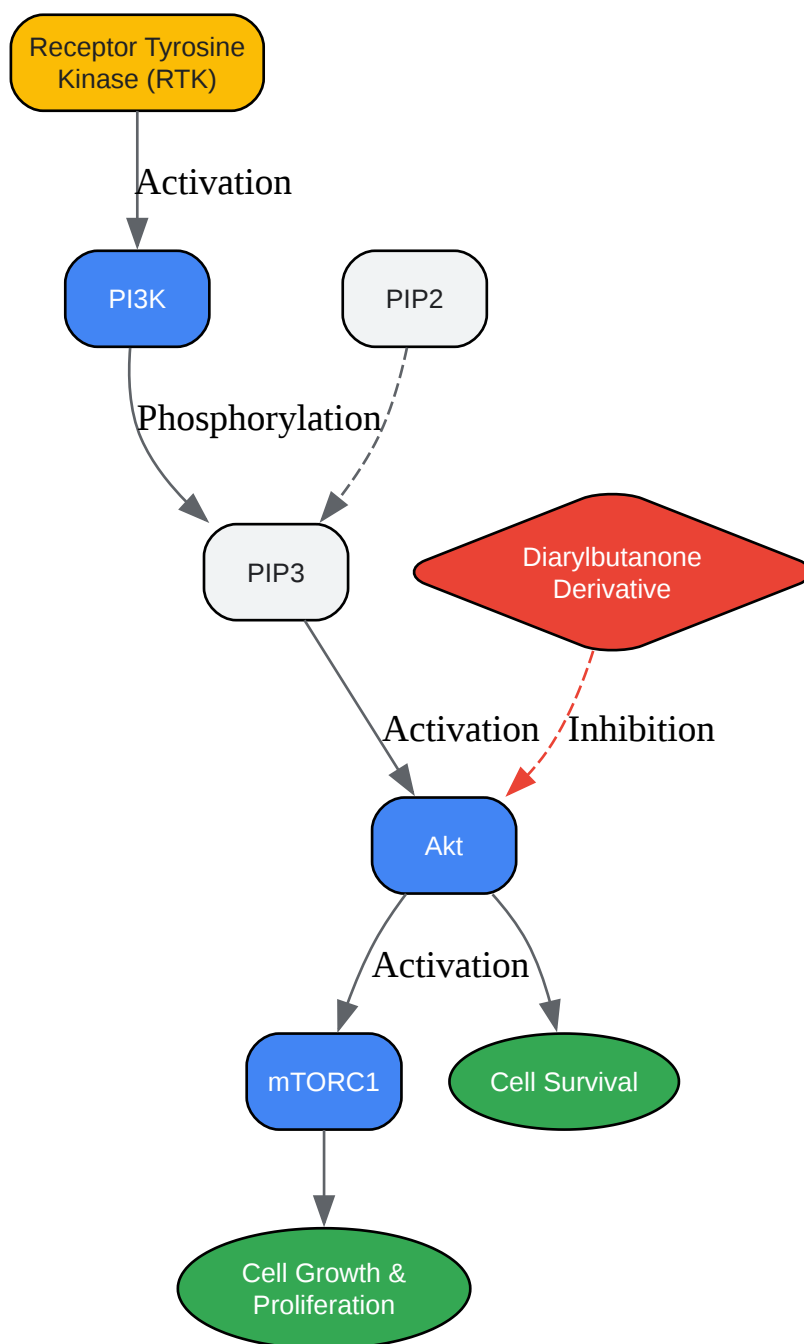 Receptor Tyrosine
Kinase (RTK)
Activation
PI3K
PIP2
Phosphorylation
PIP3
Diarylbutanone
Derivative
Activation
Inhibition
Akt
Activation
mTORC1
Cell Survival
Cell Growth &
Proliferation